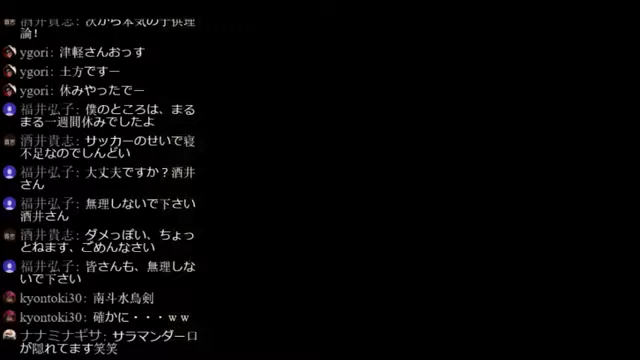 酒井貴志: 次から本気の子供理
論!
ygori: 津軽さんおっす
ygori: 土方ですー
ygori: 休みやったでー
福井弘子: 僕のところは、まる
まる一週間休みでしたよ
酒井貴志: サッカーのせいで寝
不足なのでしんどい
福井弘子: 大丈夫ですか？酒井
さん
福井弘子: 無理しないで下さい
酒井さん
酒井貴志: ダメっぽい、ちょっ
とねます、ごめんなさい
福井弘子: 皆さんも、無理しな
いで下さい
kyontoki30: 南斗水鳥剣
kyontoki30: 確かに・・・ｗｗ
ナナミナギサ: サラマンダーロ
が隠れてます笑笑